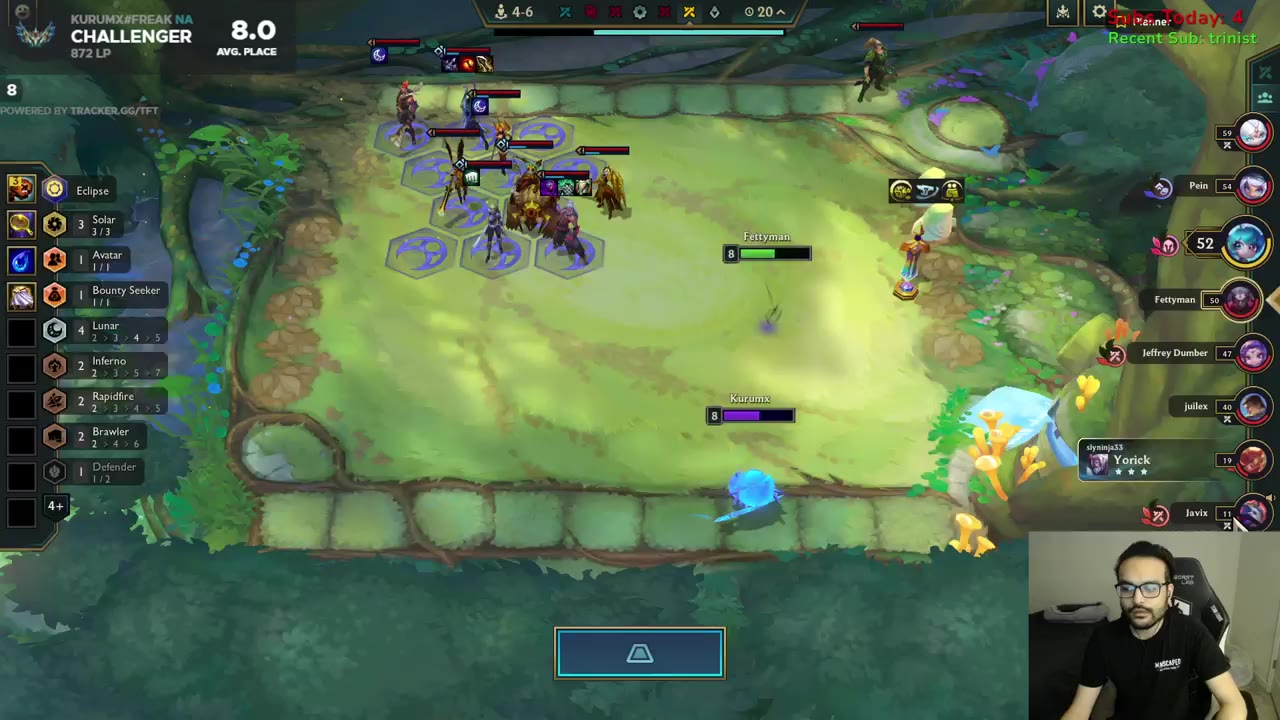 KURUMX#FREAK NA
CHALLENGER
872 LP
8.0
AVG. PLACE
8
POWERED BY TRACKER.GG/TFT
4-6
20
Planner
Subs Today: 4
Recent Sub: trinist
Eclipse
3 Solar
3 / 3
1 Avatar
1 / 1
1 Bounty Seeker
1 / 1
4 Lunar
2 > 3 > 4 > 5
2 Inferno
2 > 3 > 5 > 7
2 Rapidfire
2 > 3 > 4 > 5
2 Brawler
2 > 4 > 6
1 Defender
1 / 2
4+
Fettyman
8
Kurumx
8
59
Pein 54
52
Fettyman 50
Jeffrey Dumber 47
juilex 40
slyninja33
Yorick
19
Javix 11
SECRET LAB
MANSCAPED